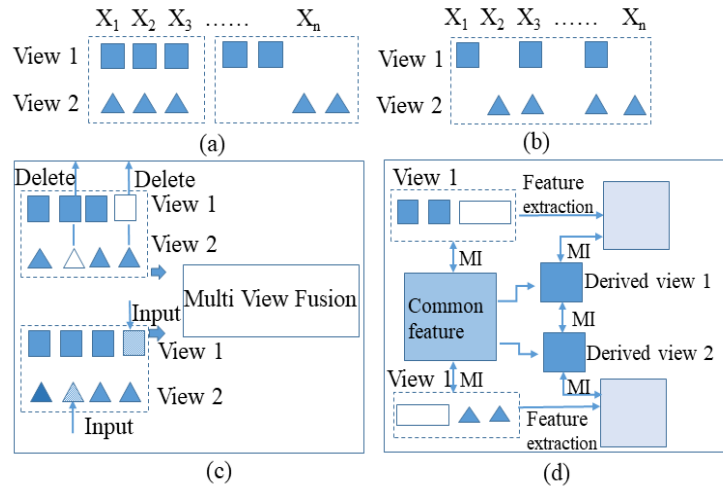 X1 X2 X3 ...... Xn
View 1
View 2
(a)
X1 X2 X3 ...... Xn
View 1
View 2
(b)
Delete Delete
View 1
View 2
Multi View Fusion
Input
View 1
View 2
Input
(c)
View 1
Feature
extraction
MI
MI
Derived view 1
Common
feature
MI
Derived view 2
View 1
MI
MI
Feature
extraction
(d)